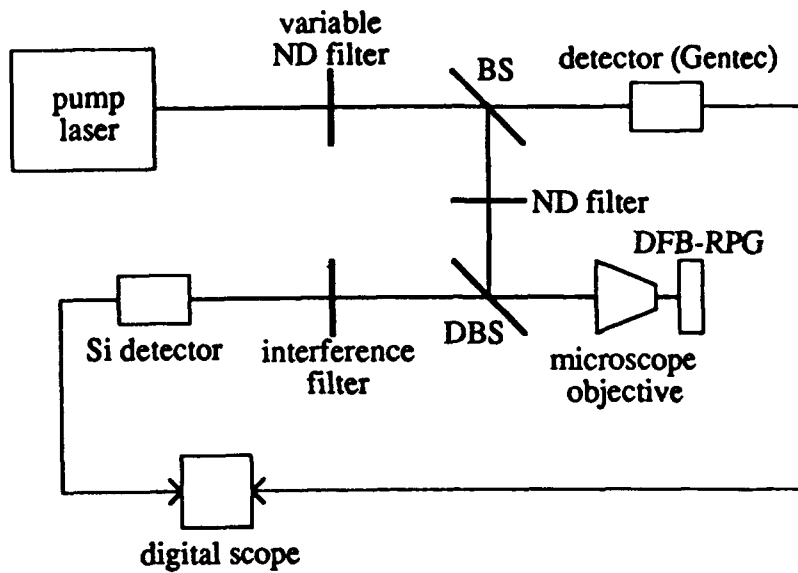 variable
ND filter
BS
detector (Gentec)
pump
laser
ND filter
DFB-RPG
Si detector
interference
filter
DBS
microscope
objective
digital scope